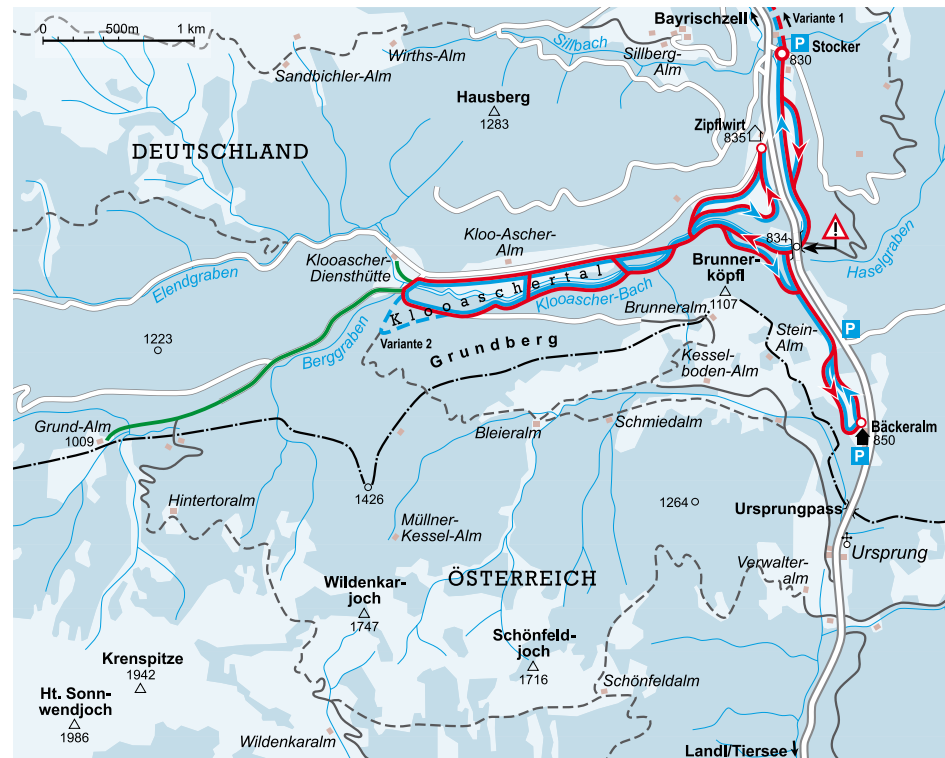 0 500m 1 km
Bayrischzell
Variante 1
P
Stocker
830
Sillbach
Sillberg-
Alm
Wirths-Alm
Sandbichler-Alm
Hausberg
1283
Zipflwirt
835
DEUTSCHLAND
834
!
Haselgraben
Kloo-Ascher-
Alm
Klooascher-
Diensthütte
Elendgraben
Klooaschertal
Klooascher-Bach
Brunner-
köpfl
1107
Brunneralm
Stein-
Alm
P
Variante 2
Berggraben
Grundberg
1223
Kessel-
boden-Alm
Grund-Alm
1009
Bleieralm
Schmiedalm
Bäckeralm
850
P
1426
1264
Hintertoralm
Müllner-
Kessel-Alm
Ursprungpass
Ursprung
Verwalter-
alm
ÖSTERREICH
Wildenkar-
joch
1747
Schönfeld-
joch
1716
Krenspitze
1942
Schönfeldalm
Ht. Sonn-
wendjoch
1986
Wildenkaralm
Landl/Tiersee